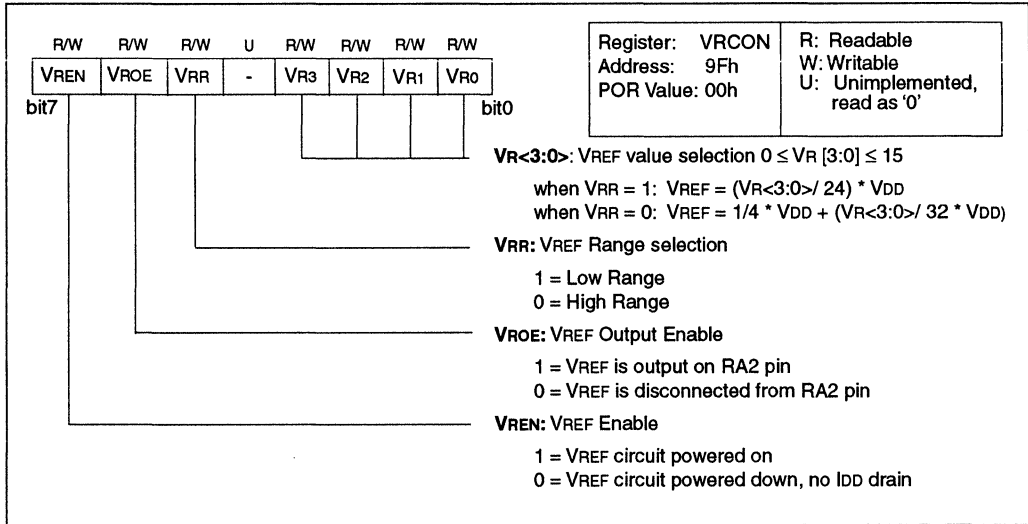 R/W R/W R/W U R/W R/W R/W R/W
VREN VROE VRR - VR3 VR2 VR1 VR0
bit7 bit0
Register: VRCON
Address: 9Fh
POR Value: 00h
R: Readable
W: Writable
U: Unimplemented,
read as ‘0’
VR<3:0>: VREF value selection 0 ≤ VR [3:0] ≤ 15
when VRR = 1: VREF = (VR<3:0>/ 24) * VDD
when VRR = 0: VREF = 1/4 * VDD + (VR<3:0>/ 32 * VDD)
VRR: VREF Range selection
1 = Low Range
0 = High Range
VROE: VREF Output Enable
1 = VREF is output on RA2 pin
0 = VREF is disconnected from RA2 pin
VREN: VREF Enable
1 = VREF circuit powered on
0 = VREF circuit powered down, no IDD drain